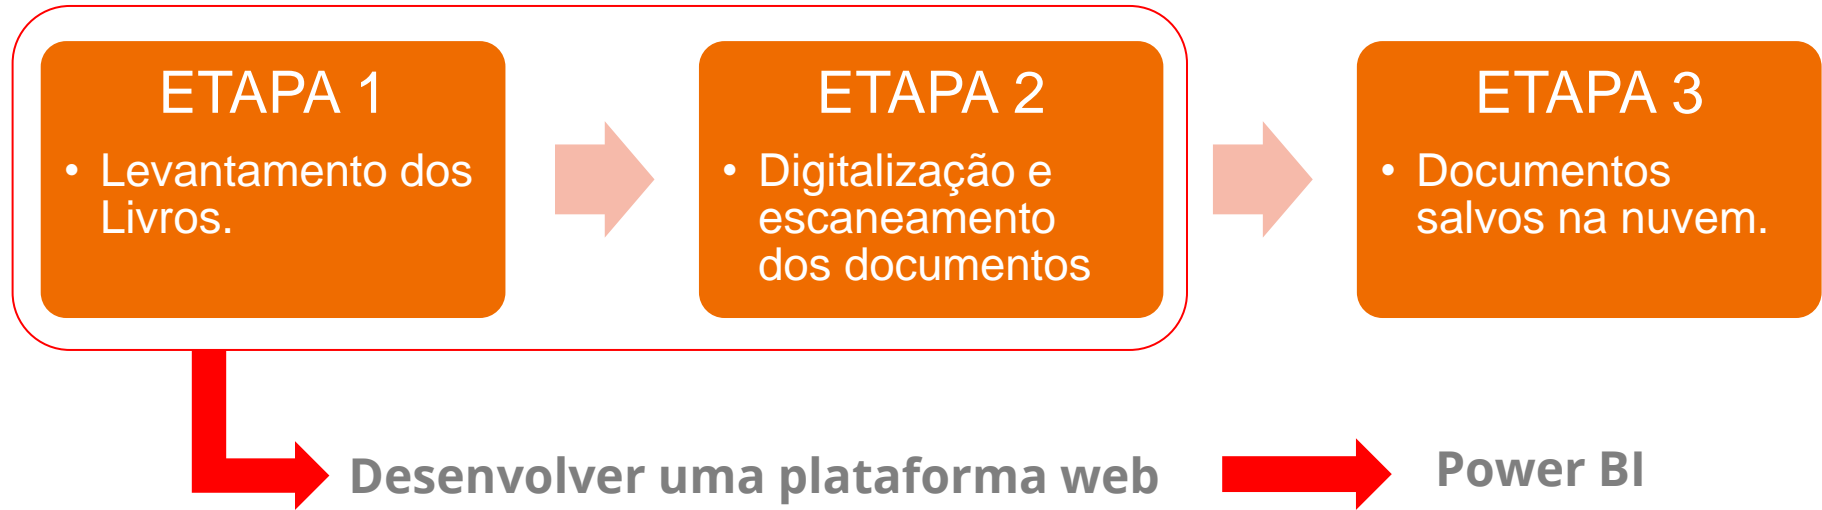 ETAPA 1
• Levantamento dos
Livros.
ETAPA 2
• Digitalização e
escaneamento
dos documentos
ETAPA 3
• Documentos
salvos na nuvem.
Desenvolver uma plataforma web
Power BI